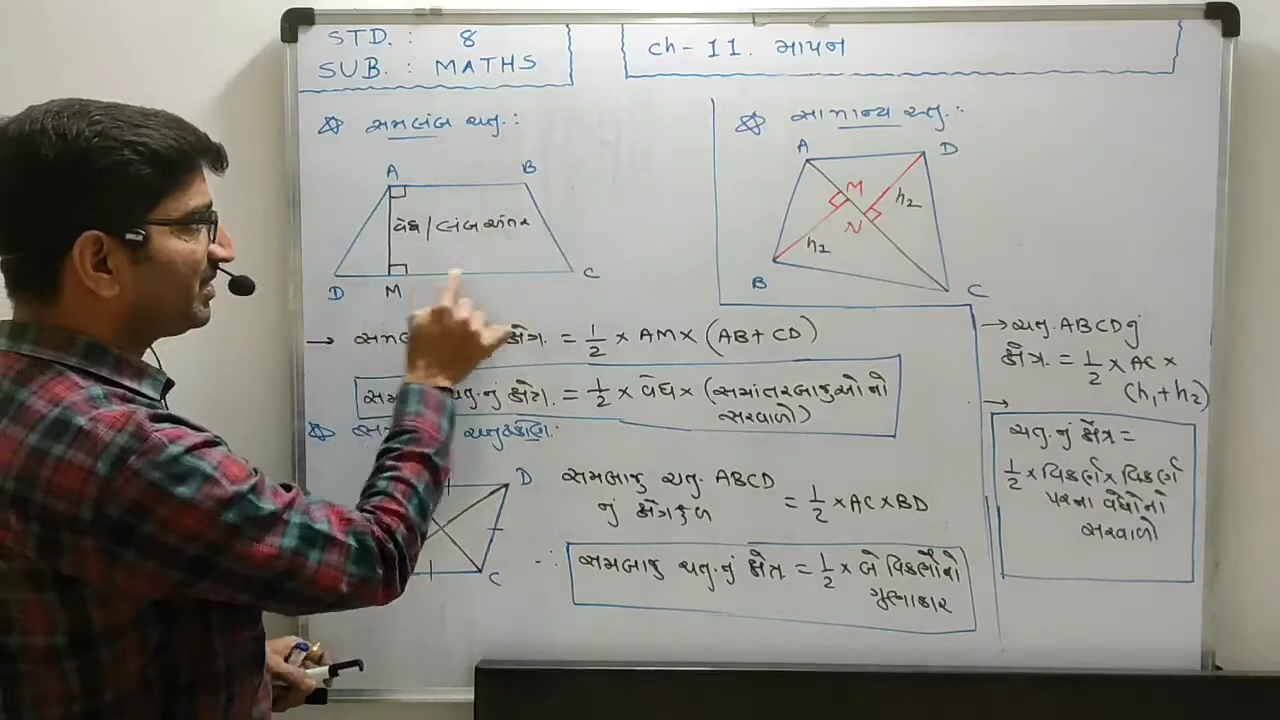 STD. : 8
SUB. : MATHS
ch - 11. માપન
સમલંબ ચતુ. :
A
B
વેધ / લંબઅંતર
D
M
C
સામાન્ય ચતુ. :
A
D
M
h2
N
h1
B
C
ક્ષેત્ર. = 1/2 × AM × (AB + CD)
ચતુ. નું ક્ષેત્ર. = 1/2 × વેધ × (સમાંતરબાજુઓનો
સરવાળો)
→ ચતુ. ABCDનું
ક્ષેત્ર. = 1/2 × AC ×
(h1 + h2)
→
ચતુ. નું ક્ષેત્ર =
1/2 × વિકર્ણ × વિકર્ણ
પરના વેધોનો
સરવાળો
ચતુષ્કોણ:
D
C
સમબાજુ ચતુ. ABCD
નું ક્ષેત્રફળ = 1/2 × AC × BD
∴ સમબાજુ ચતુ. નું ક્ષેત્ર = 1/2 × બે વિકર્ણોનો
ગુણાકાર